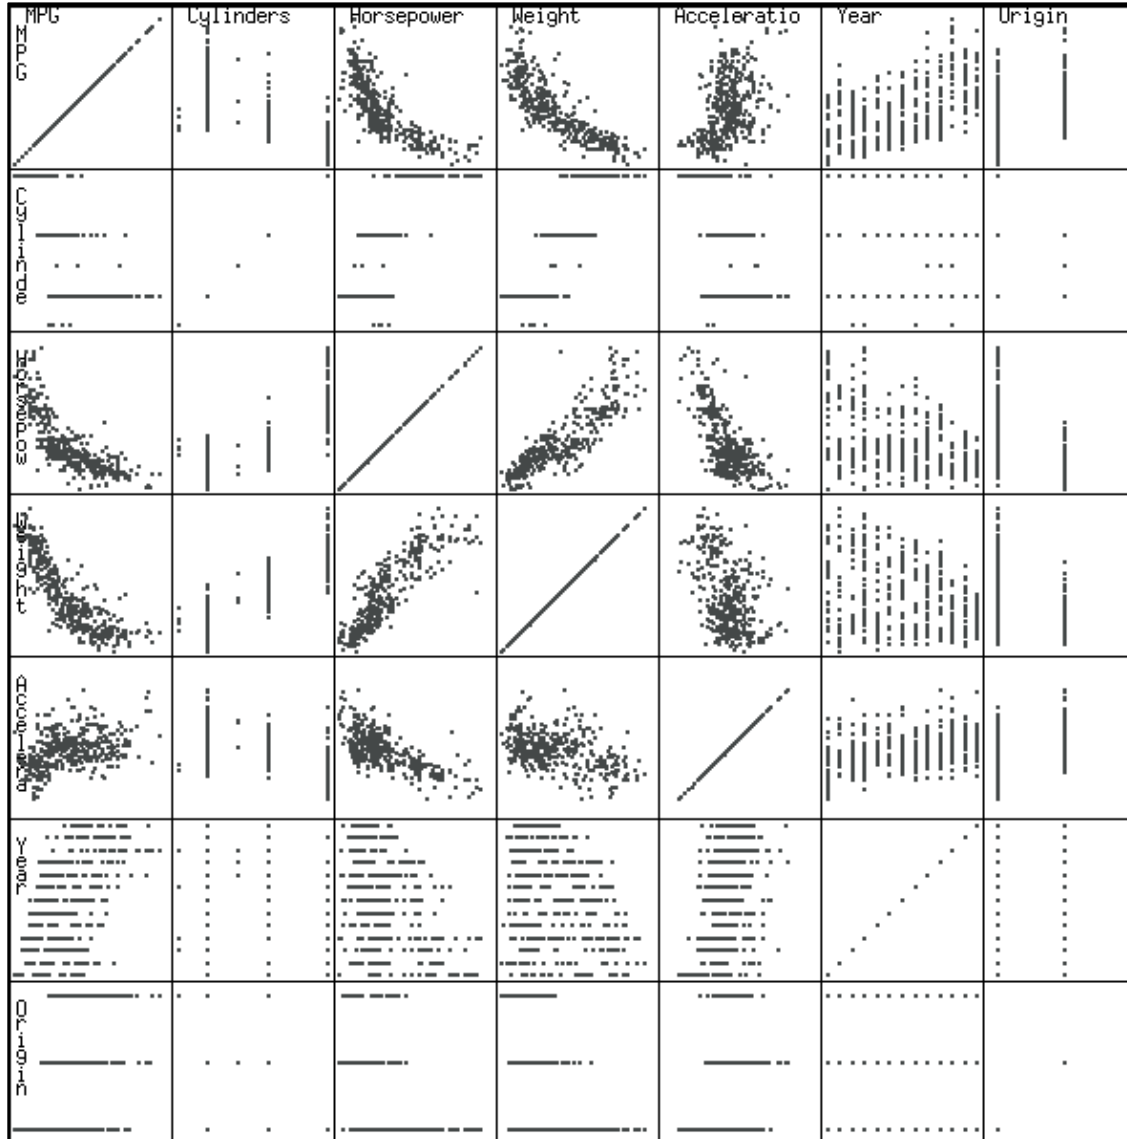 MPG Cylinders Horsepower Weight Acceleratio Year Origin
MPG
Cylinde
Horsepow
Weight
Accelera
Year
Origin